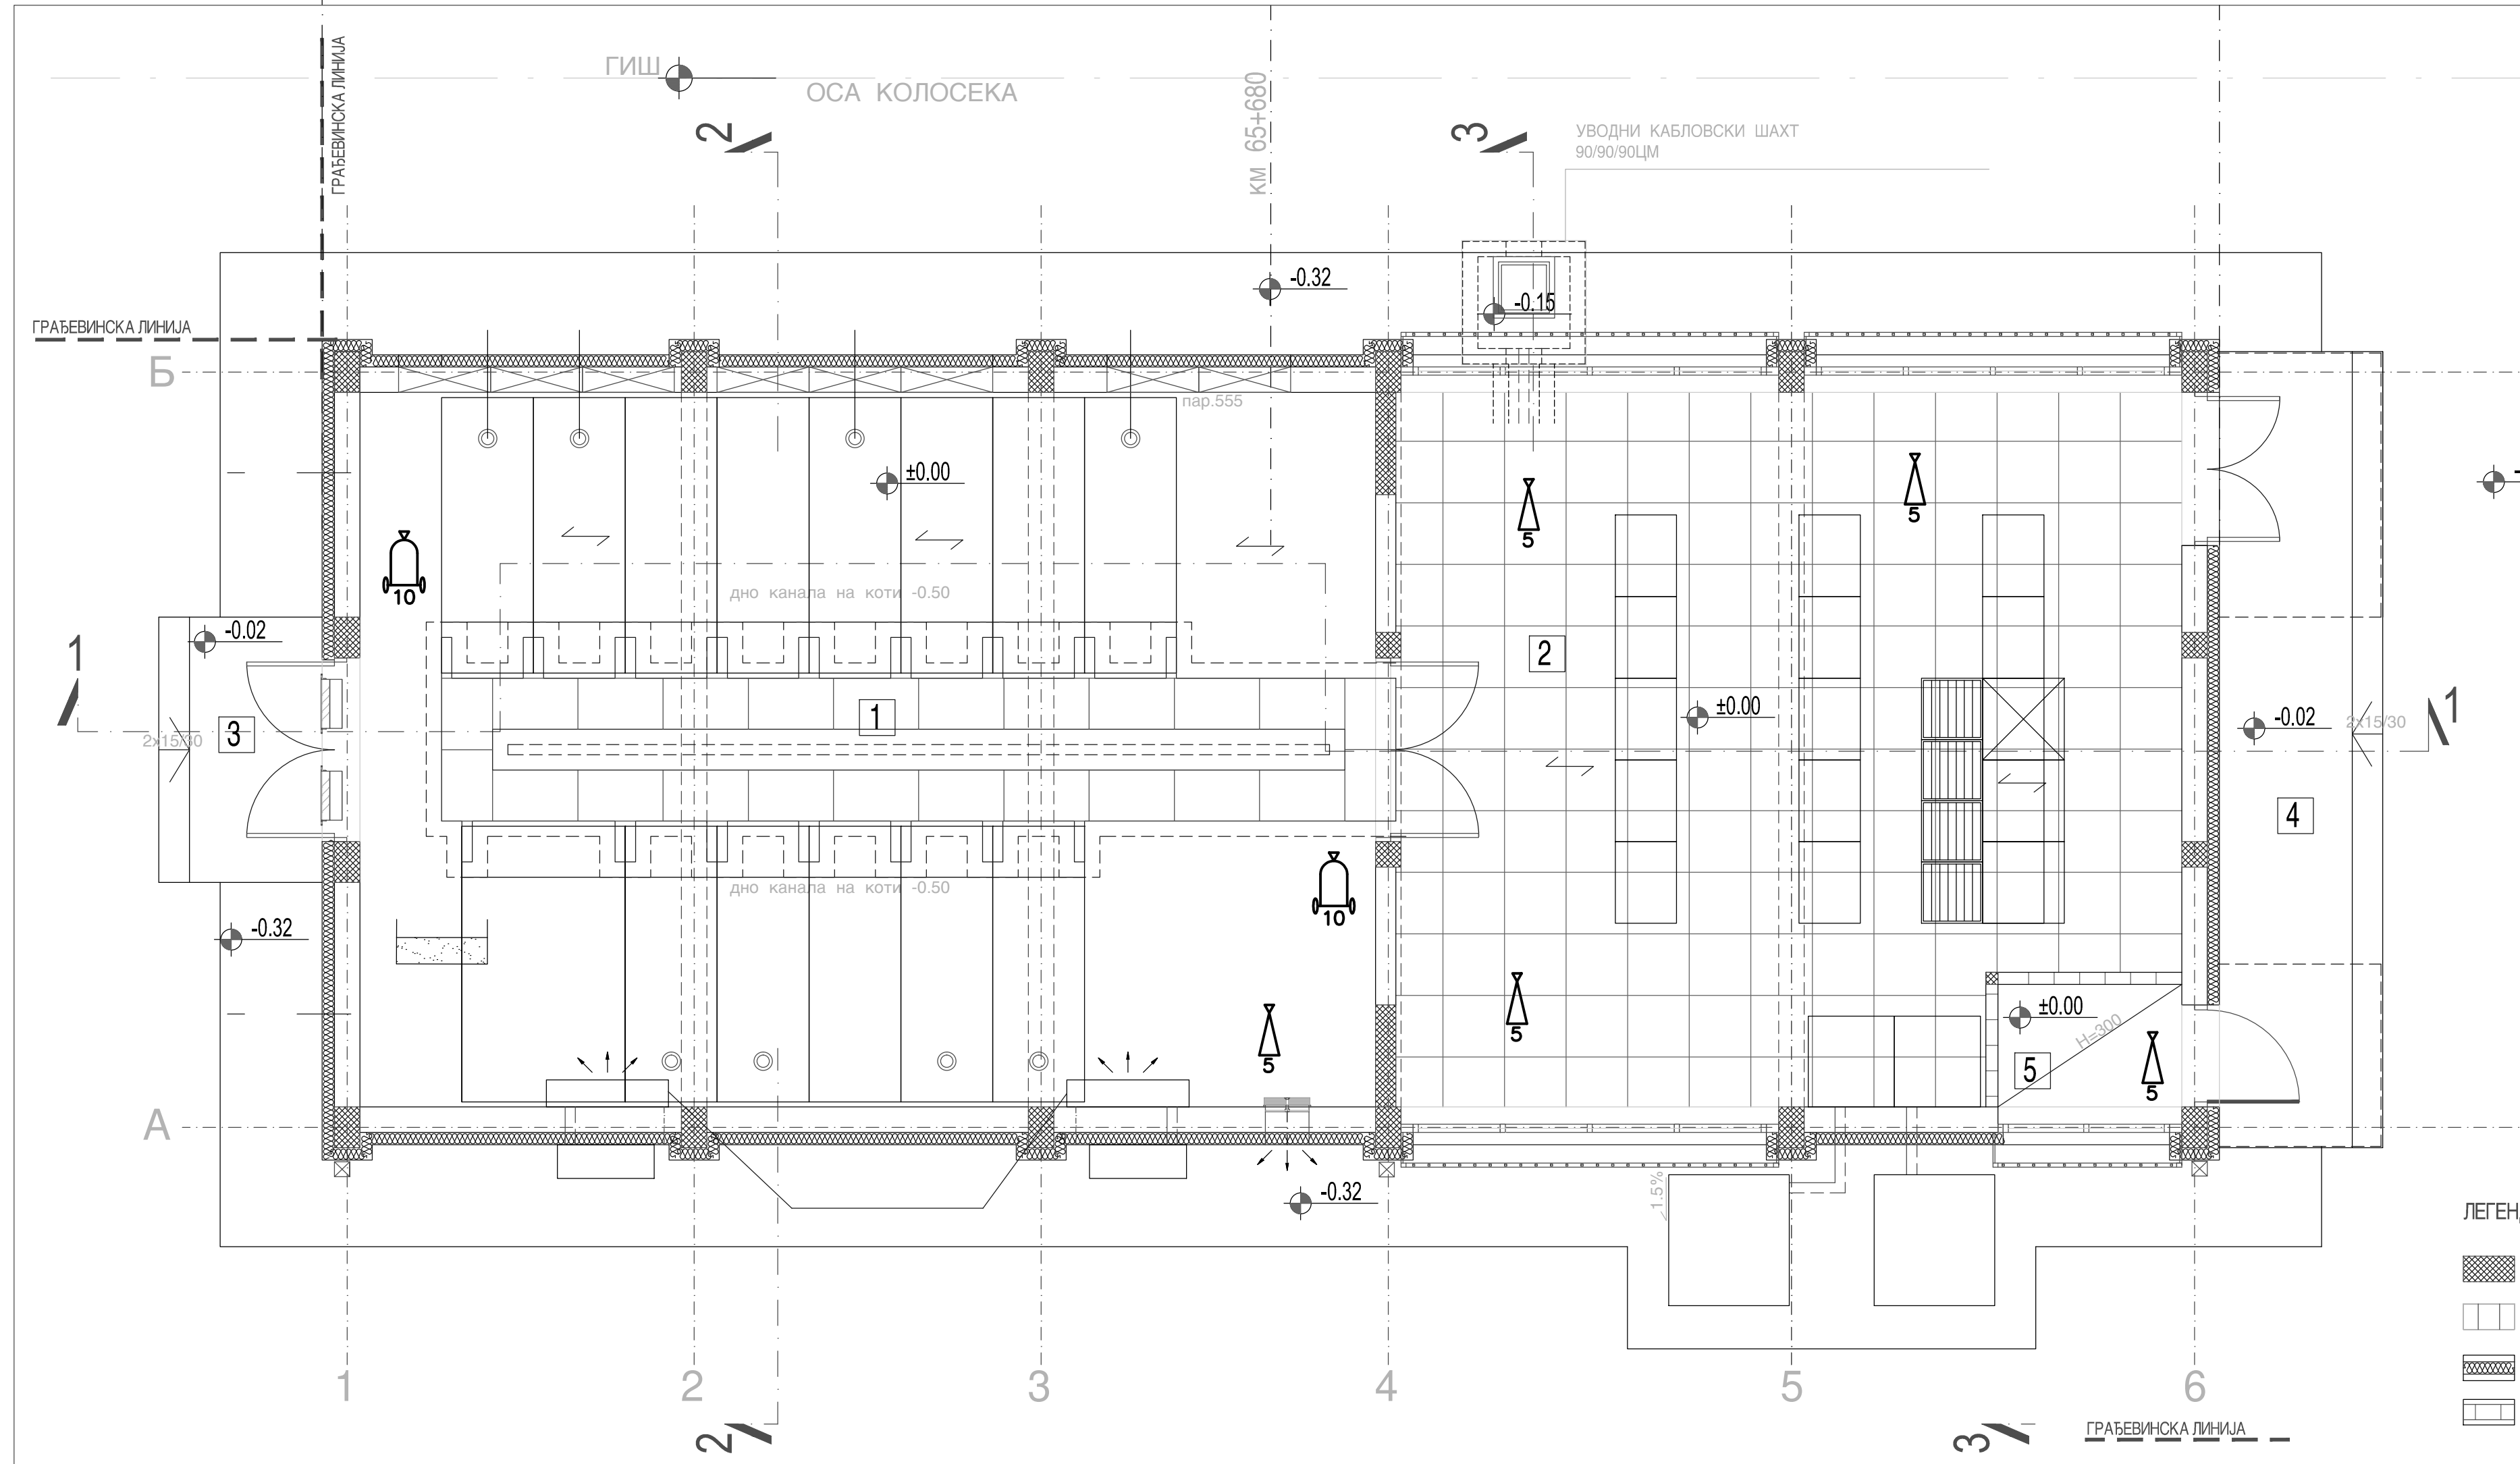 ГРАЂЕВИНСКА ЛИНИЈА
ГИШ
ОСА КОЛОСЕКА
2
км 65+680
3
УВОДНИ КАБЛОВСКИ ШАХТ
90/90/90ЦМ
-0.32
-0.15
ГРАЂЕВИНСКА ЛИНИЈА
Б
пар.555
±0.00
5
5
10
дно канала на коти -0.50
-0.02
1
2
1
±0.00
-0.02
2x15/30
1
3
2x15/30
4
дно канала на коти -0.50
10
-0.32
5
5
±0.00
H=300
5
5
А
-0.32
1.5%
ЛЕГЕН
1
2
3
4
5
6
2
3
ГРАЂЕВИНСКА ЛИНИЈА